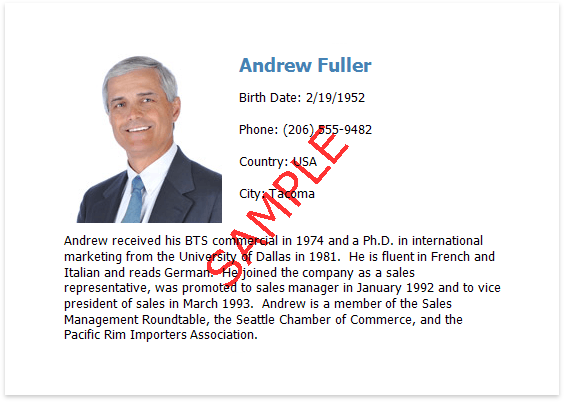 Andrew Fuller
Birth Date: 2/19/1952
Phone: (206) 555-9482
Country: USA
City: Tacoma
SAMPLE
Andrew received his BTS commercial in 1974 and a Ph.D. in international
marketing from the University of Dallas in 1981.  He is fluent in French and
Italian and reads German.  He joined the company as a sales
representative, was promoted to sales manager in January 1992 and to vice
president of sales in March 1993.  Andrew is a member of the Sales
Management Roundtable, the Seattle Chamber of Commerce, and the
Pacific Rim Importers Association.